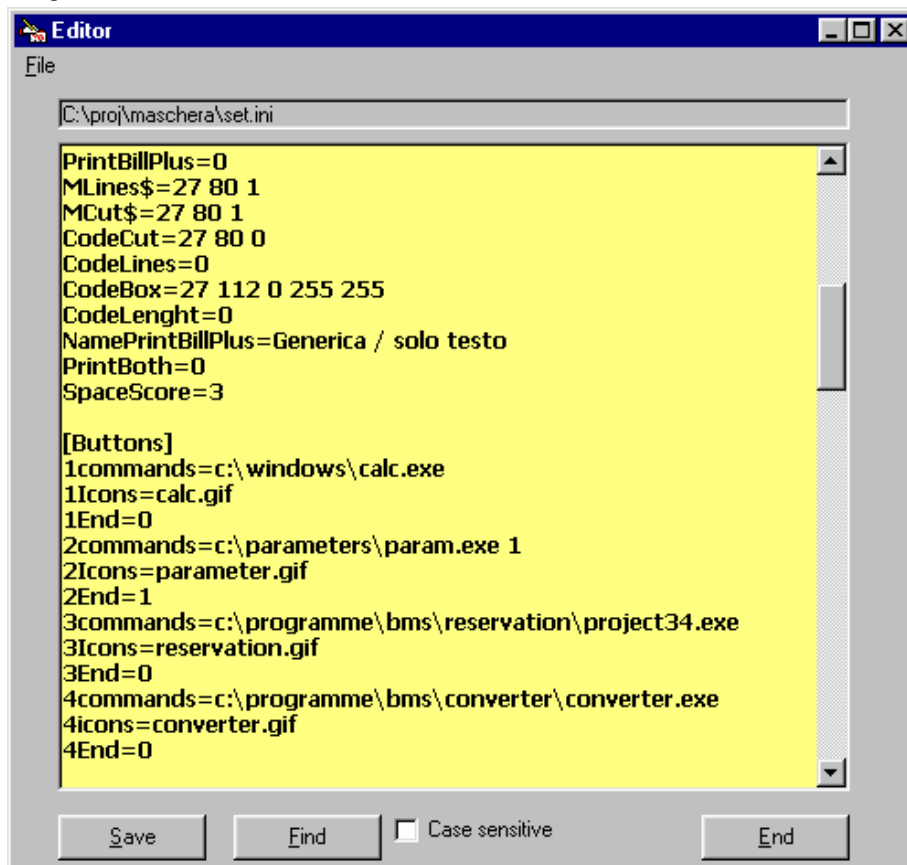 Editor
File
C:\proj\maschera\set.ini
PrintBillPlus=0
MLines$=27 80 1
MCut$=27 80 1
CodeCut=27 80 0
CodeLines=0
CodeBox=27 112 0 255 255
CodeLenght=0
NamePrintBillPlus=Generica / solo testo
PrintBoth=0
SpaceScore=3
[Buttons]
1commands=c:\windows\calc.exe
1Icons=calc.gif
1End=0
2commands=c:\parameters\param.exe 1
2Icons=parameter.gif
2End=1
3commands=c:\programme\bms\reservation\project34.exe
3Icons=reservation.gif
3End=0
4commands=c:\programme\bms\converter\converter.exe
4icons=converter.gif
4End=0
Save Find Case sensitive End